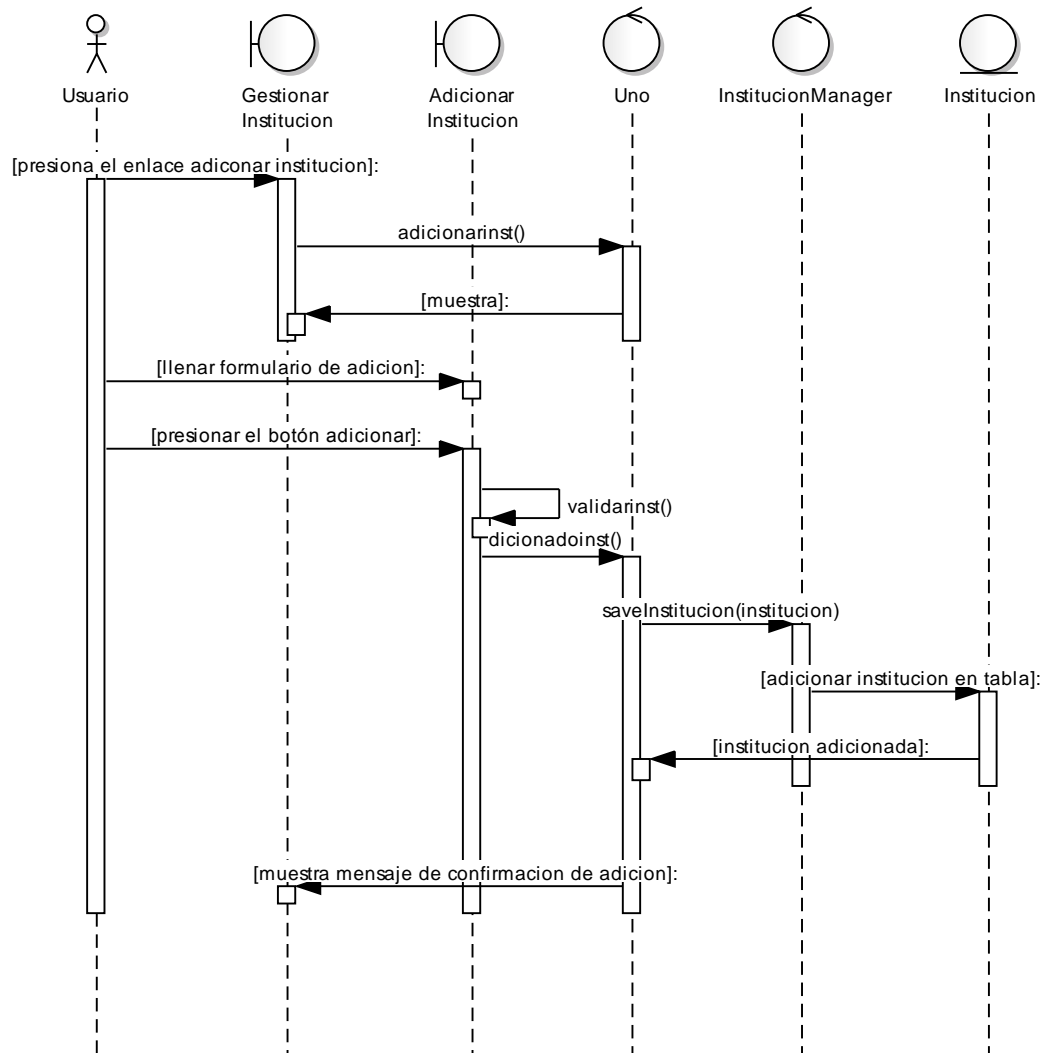 Usuario
Gestionar
Institucion
Adicionar
Institucion
Uno
InstitucionManager
Institucion
[presiona el enlace adiconar institucion]:
adicionarinst()
[muestra]:
[llenar formulario de adicion]:
[presionar el botón adicionar]:
validarinst()
dicionadoinst()
saveInstitucion(institucion)
[adicionar institucion en tabla]:
[institucion adicionada]:
[muestra mensaje de confirmacion de adicion]: